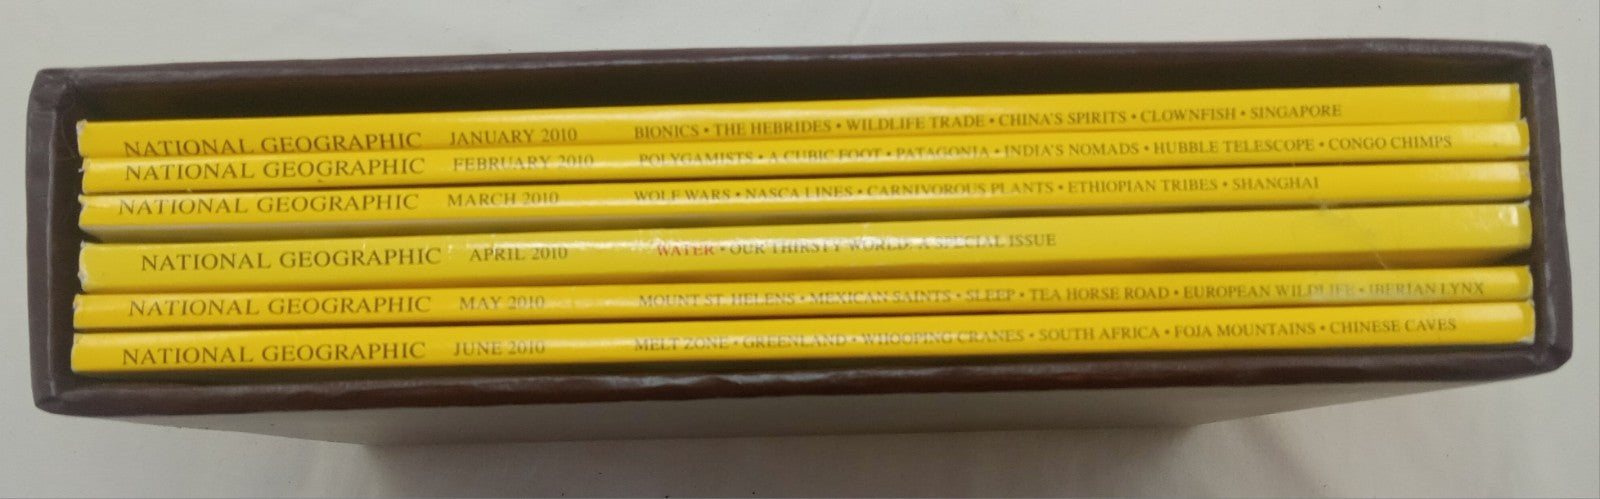 NATIONAL GEOGRAPHIC JANUARY 2010 BIONICS • THE HEBRIDES • WILDLIFE TRADE • CHINA'S SPIRITS • CLOWNFISH • SINGAPORE
NATIONAL GEOGRAPHIC FEBRUARY 2010 POLYGAMISTS • A CUBIC FOOT • PATAGONIA • INDIA'S NOMADS • HUBBLE TELESCOPE • CONGO CHIMPS
NATIONAL GEOGRAPHIC MARCH 2010 WOLF WARS • NASCA LINES • CARNIVOROUS PLANTS • ETHIOPIAN TRIBES • SHANGHAI
NATIONAL GEOGRAPHIC APRIL 2010 WATER • OUR THIRSTY WORLD: A SPECIAL ISSUE
NATIONAL GEOGRAPHIC MAY 2010 MOUNT ST. HELENS • MEXICAN SAINTS • SLEEP • TEA HORSE ROAD • EUROPEAN WILDLIFE • IBERIAN LYNX
NATIONAL GEOGRAPHIC JUNE 2010 MELT ZONE • GREENLAND • WHOOPING CRANES • SOUTH AFRICA • FOJA MOUNTAINS • CHINESE CAVES